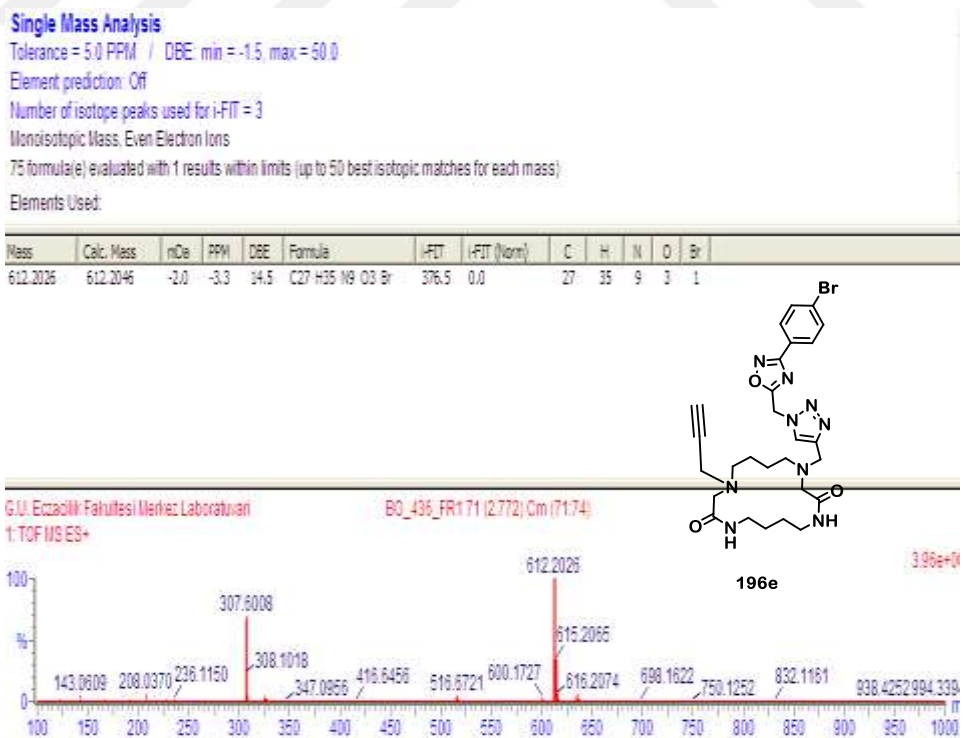 Single Mass Analysis
Tolerance = 5.0 PPM / DBE: min = -1.5, max = 50.0
Element prediction: Off
Number of isotope peaks used for i-FIT = 3
Monoisotopic Mass, Even Electron Ions
75 formula(e) evaluated with 1 results within limits (up to 50 best isotopic matches for each mass)
Elements Used:
Mass Calc. Mass mDa PPM DBE Formula i-FIT i-FIT (Norm) C H N O Br
612.2026 612.2046 -2.0 -3.3 14.5 C27 H35 N9 O3 Br 376.5 0.0 27 35 9 3 1
Br
N
O
N
N
N
N
N
N
O
O
N
H
NH
196e
G.U. Eczacilik Fakultesi Merkez Laboratuvari BO_436_FR1 71 (2.772) Cm (71:74)
1: TOF MS ES+
100
%
0
612.2026
307.6008
615.2065
308.1018
143.0609 208.0370 236.1150 347.0956 416.6456 516.6721 600.1727 616.2074 698.1622 750.1252 832.1161 938.4252 994.339
100 150 200 250 300 350 400 450 500 550 600 650 700 750 800 850 900 950 1000